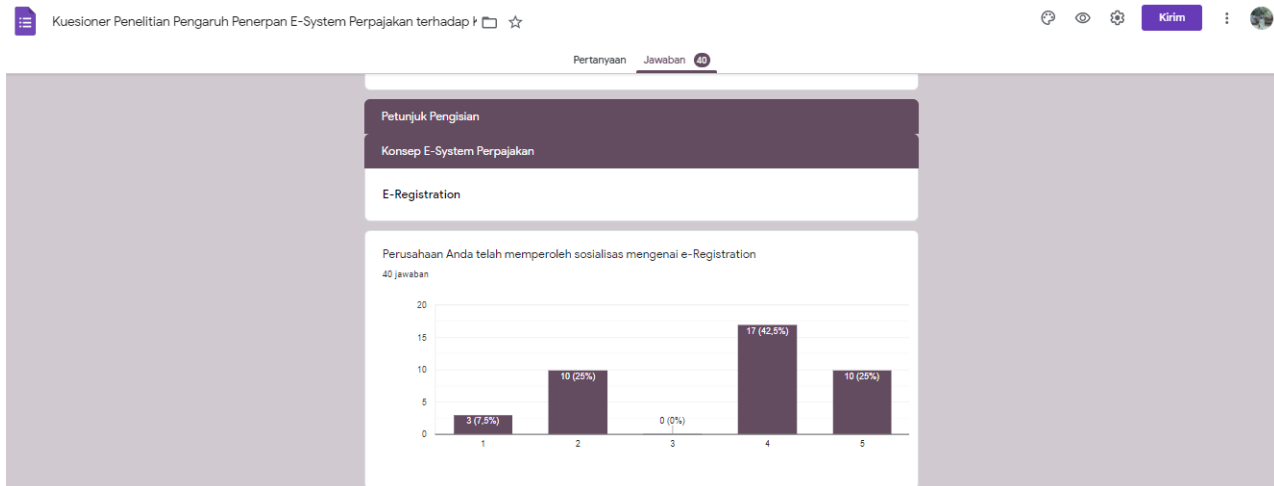 Kuesioner Penelitian Pengaruh Penerpan E-System Perpajakan terhadap
Kirim
Pertanyaan Jawaban 40
Petunjuk Pengisian
Konsep E-System Perpajakan
E-Registration
Perusahaan Anda telah memperoleh sosialisas mengenai e-Registration
40 jawaban
20
15
10
5
0
3 (7,5%)
10 (25%)
0 (0%)
17 (42,5%)
10 (25%)
1 2 3 4 5